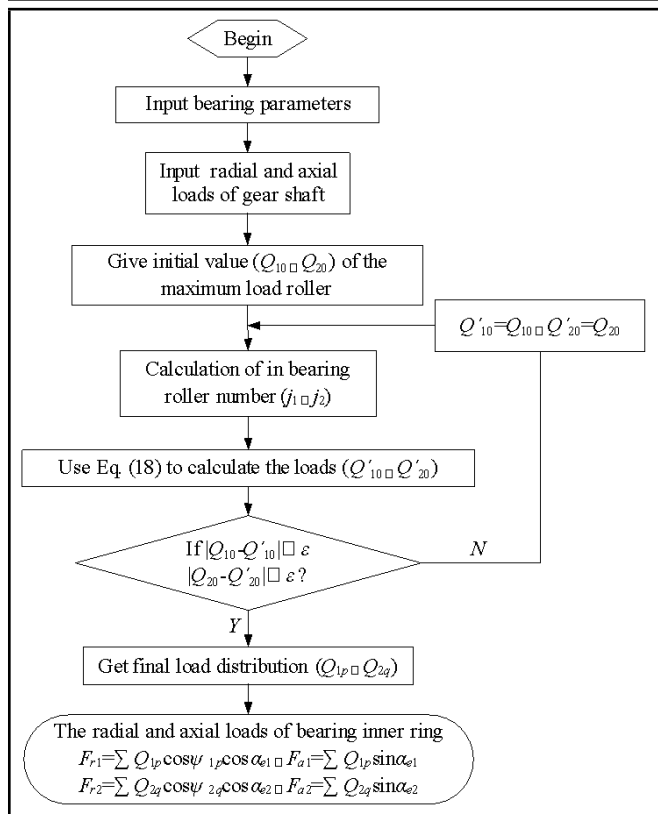 Begin
Input bearing parameters
Input radial and axial
loads of gear shaft
Give initial value (Q₁₀□ Q₂₀) of the
maximum load roller
Q′₁₀=Q₁₀□ Q′₂₀=Q₂₀
Calculation of in bearing
roller number (j₁□ j₂)
Use Eq. (18) to calculate the loads (Q′₁₀□ Q′₂₀)
If |Q₁₀-Q′₁₀|□ ε
|Q₂₀-Q′₂₀|□ ε?
N
Y
Get final load distribution (Q₁ₚ□ Q₂q)
The radial and axial loads of bearing inner ring
Fᵣ₁=∑ Q₁ₚcosψ ₁ₚcosαₑ₁□ Fₐ₁=∑ Q₁ₚsinαₑ₁
Fᵣ₂=∑ Q₂qcosψ ₂qcosαₑ₂□ Fₐ₂=∑ Q₂qsinαₑ₂